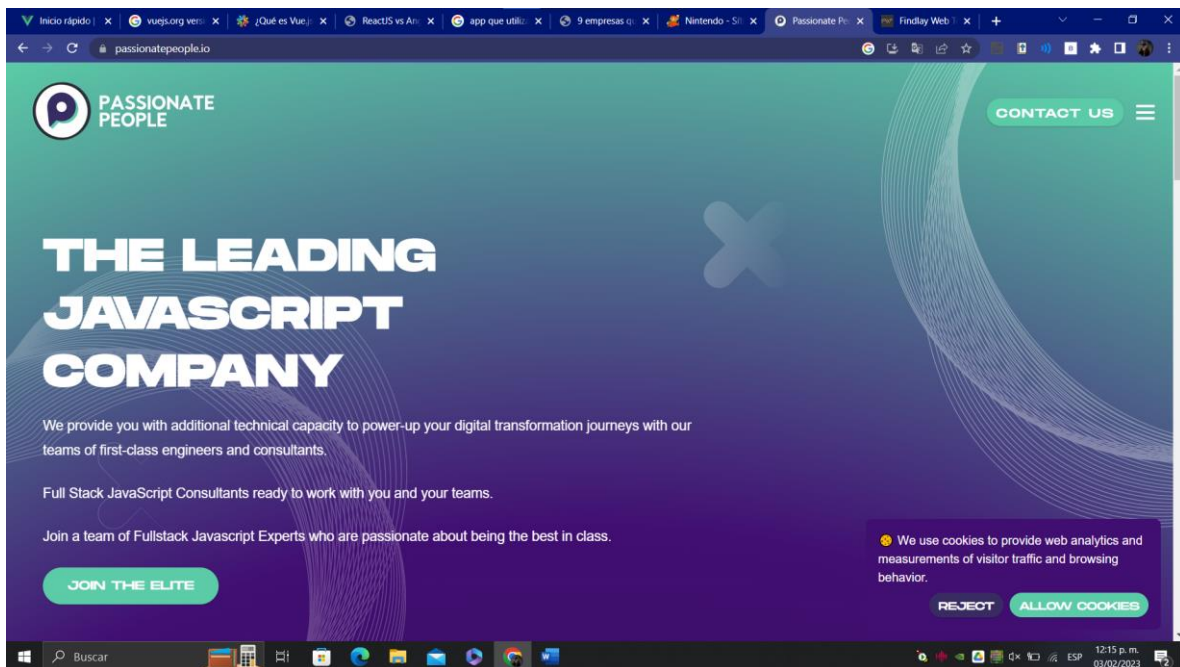 Inicio rápido |
vuejs.org vers
¿Qué es Vue.js
ReactJS vs Ang
app que utiliz
9 empresas qu
Nintendo - Sit
Passionate Pe
Findlay Web
passionatepeople.io
PASSIONATE
PEOPLE
CONTACT US
THE LEADING
JAVASCRIPT
COMPANY
We provide you with additional technical capacity to power-up your digital transformation journeys with our
teams of first-class engineers and consultants.
Full Stack JavaScript Consultants ready to work with you and your teams.
Join a team of Fullstack Javascript Experts who are passionate about being the best in class.
JOIN THE ELITE
We use cookies to provide web analytics and
measurements of visitor traffic and browsing
behavior.
REJECT
ALLOW COOKIES
Buscar
ESP
12:15 p. m.
03/02/2023